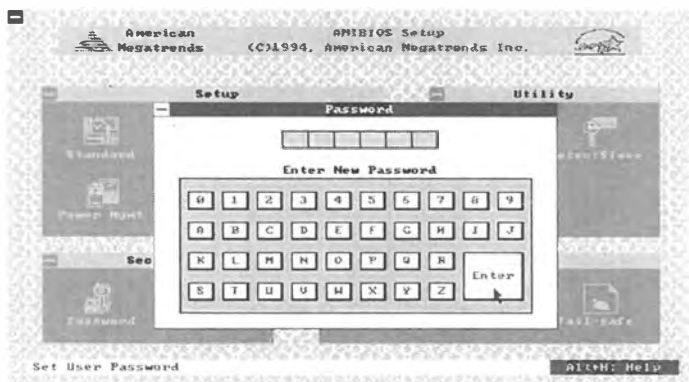 American
Megatrends
AMIBIOS Setup
(C)1994, American Megatrends Inc.
Setup
Utility
Standard
Power Mgmt
Sec
Password
Fail-Safe
Password
Enter New Password
0 1 2 3 4 5 6 7 8 9
A B C D E F G H I J
K L M N O P Q R
S T U V W X Y Z
Enter
Set User Password
Alt+H: Help